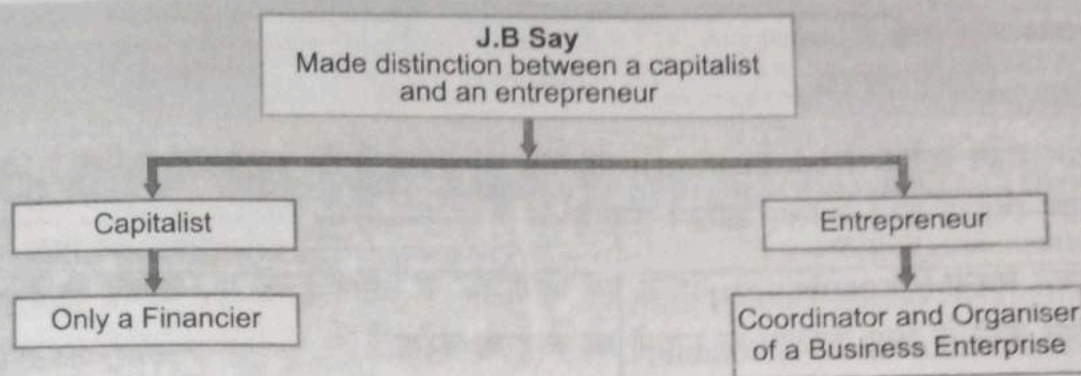 J.B Say
Made distinction between a capitalist
and an entrepreneur
Capitalist
Entrepreneur
Only a Financier
Coordinator and Organiser
of a Business Enterprise